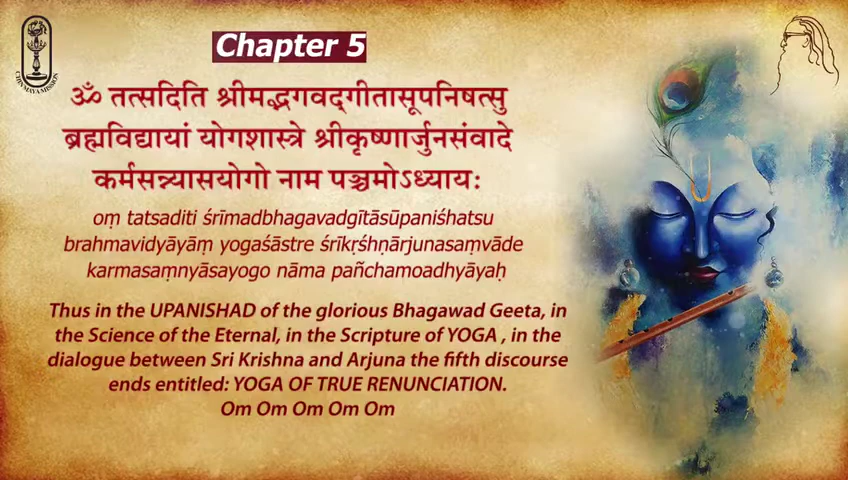 Chapter 5
ॐ तत्सदिति श्रीमद्भगवद्‌गीतासूपनिषत्सु
ब्रह्मविद्यायां योगशास्त्रे श्रीकृष्णार्जुनसंवादे
कर्मसन्न्यासयोगो नाम पञ्चमोऽध्यायः
oṃ tatsaditi śrīmadbhagavadgītāsūpaniśhatsu
brahmavidyāyāṃ yogaśāstre śrīkṛśhṇārjunasaṃvāde
karmasaṃnyāsayogo nāma pañchamoadhyāyaḥ
Thus in the UPANISHAD of the glorious Bhagawad Geeta, in
the Science of the Eternal, in the Scripture of YOGA , in the
dialogue between Sri Krishna and Arjuna the fifth discourse
ends entitled: YOGA OF TRUE RENUNCIATION.
Om Om Om Om Om
CHINMAYA MISSION